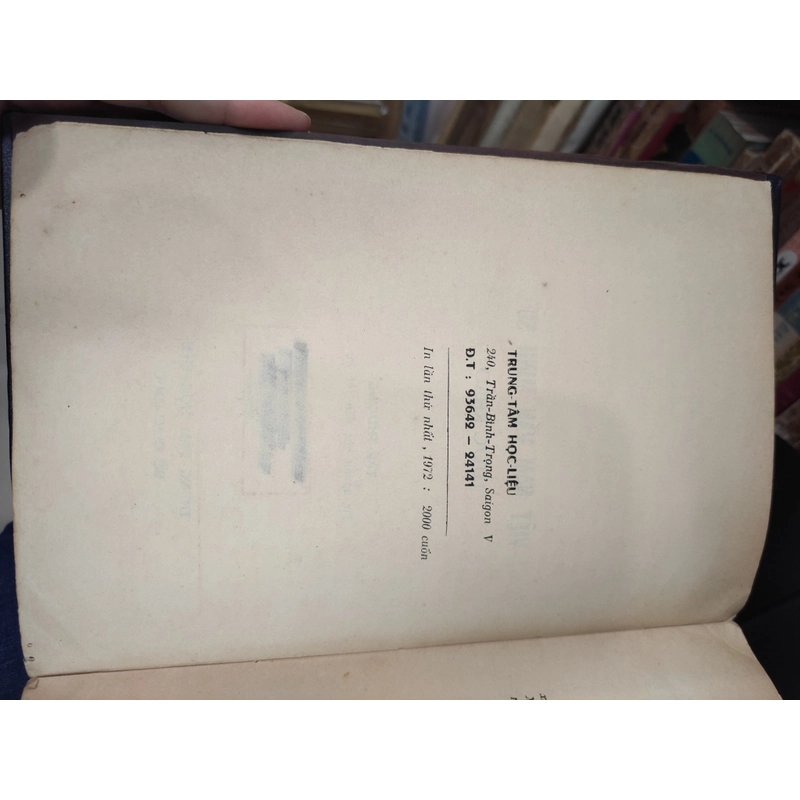 TRUNG-TÂM HỌC-LIỆU
240, Trần-Bình-Trọng, Saigon V
Đ.T : 93642 – 24141
In lần thứ nhất, 1972 : 2000 cuốn